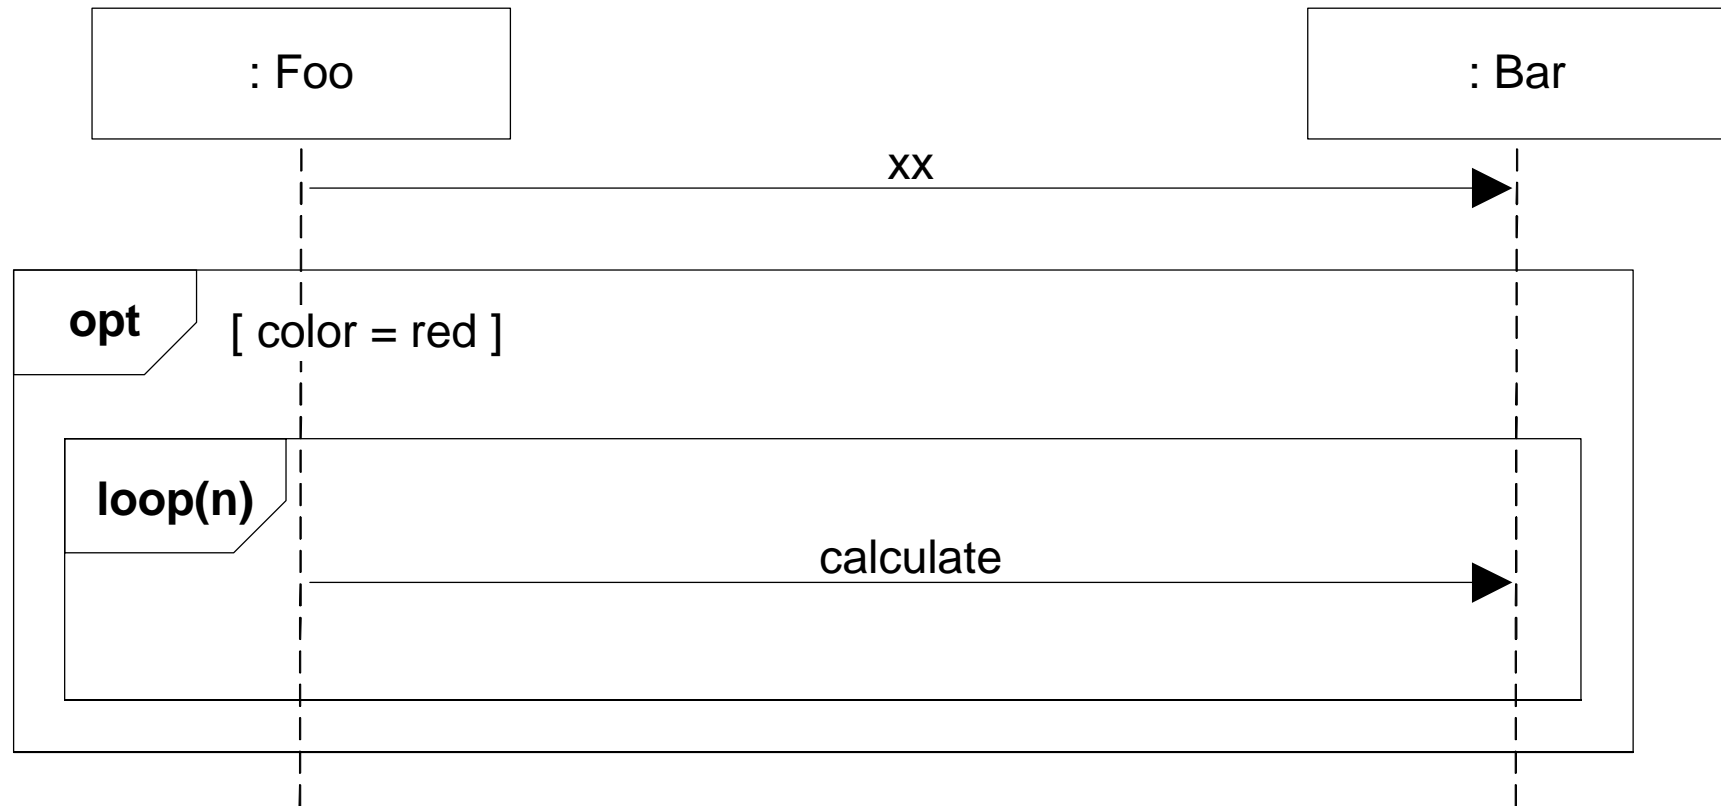 : Foo
: Bar
xx
opt
[ color = red ]
loop(n)
calculate